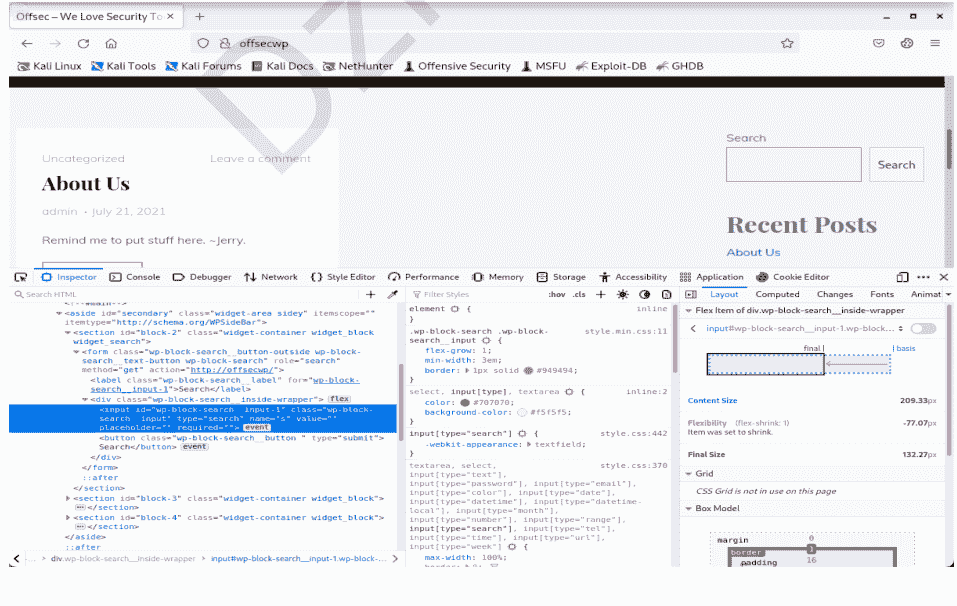 Offsec – We Love Security To ×
+
offsecwp
Kali Linux Kali Tools Kali Forums Kali Docs NetHunter Offensive Security MSFU Exploit-DB GHDB
Uncategorized Leave a comment
About Us
admin • July 21, 2021
Remind me to put stuff here. ~Jerry.
Search
Search
Recent Posts
About Us
Inspector Console Debugger Network {} Style Editor Performance Memory Storage Accessibility Application Cookie Editor
Search HTML
<!--#main-->
<aside id="secondary" class="widget-area sidey" itemscope=""
itemtype="http://schema.org/WPSideBar">
<section id="block-2" class="widget-container widget_block
widget_search">
<form class="wp-block-search__button-outside wp-block-
search__text-button wp-block-search" role="search"
method="get" action="http://offsecwp/">
<label class="wp-block-search__label" for="wp-block-
search__input-1">Search</label>
<div class="wp-block-search__inside-wrapper"> flex
<input id="wp-block-search__input-1" class="wp-block-
search__input" type="search" name="s" value=""
placeholder="" required=""> event
<button class="wp-block-search__button " type="submit">
Search</button> event
</div>
</form>
::after
</section>
<section id="block-3" class="widget-container widget_block">
</section>
<section id="block-4" class="widget-container widget_block">
</section>
</aside>
::after
div.wp-block-search__inside-wrapper > input#wp-block-search__input-1.wp-block-...
Filter Styles :hov .cls +
element { inline
}
.wp-block-search .wp-block- style.min.css:11
search__input {
flex-grow: 1;
min-width: 3em;
border: 1px solid #949494;
}
select, input[type], textarea { inline:2
color: #707070;
background-color: #f5f5f5;
}
input[type="search"] { style.css:442
-webkit-appearance: textfield;
}
textarea, select, style.css:370
input[type="text"],
input[type="password"], input[type="email"],
input[type="color"], input[type="date"],
input[type="datetime"], input[type="datetime-
local"], input[type="month"],
input[type="number"], input[type="range"],
input[type="search"], input[type="tel"],
input[type="time"], input[type="url"],
input[type="week"] {
max-width: 100%;
Layout Computed Changes Fonts Animat
Flex Item of div.wp-block-search__inside-wrapper
input#wp-block-search__input-1.wp-block...
final basis
Content Size 209.33px
Flexibility (flex-shrink: 1) -77.07px
Item was set to shrink.
Final Size 132.27px
Grid
CSS Grid is not in use on this page
Box Model
margin 0
border 1
padding 16